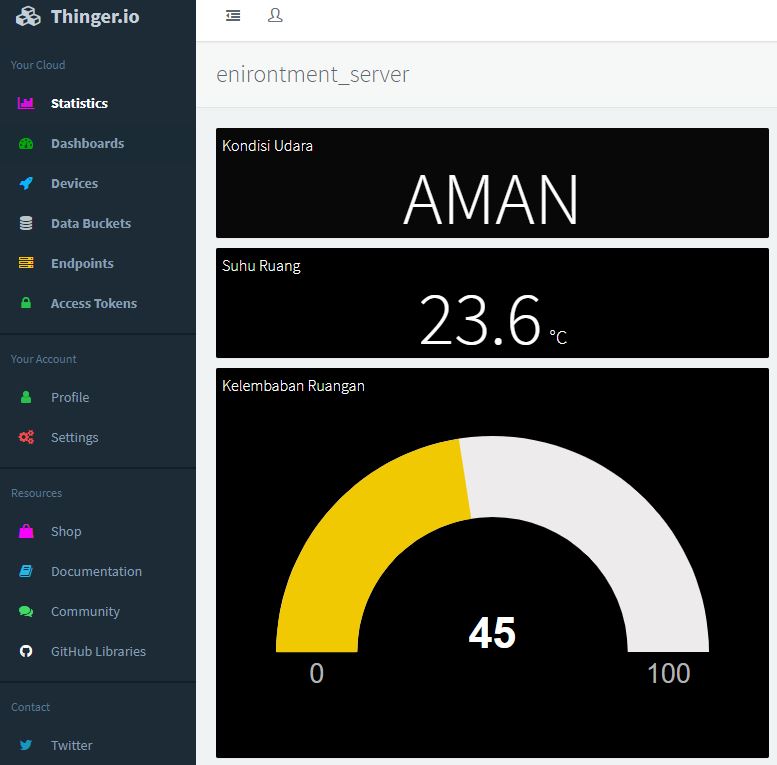 Thinger.io
Your Cloud
Statistics
Dashboards
Devices
Data Buckets
Endpoints
Access Tokens
Your Account
Profile
Settings
Resources
Shop
Documentation
Community
GitHub Libraries
Contact
Twitter
enirontment_server
Kondisi Udara
AMAN
Suhu Ruang
23.6 °C
Kelembaban Ruangan
45
0 100